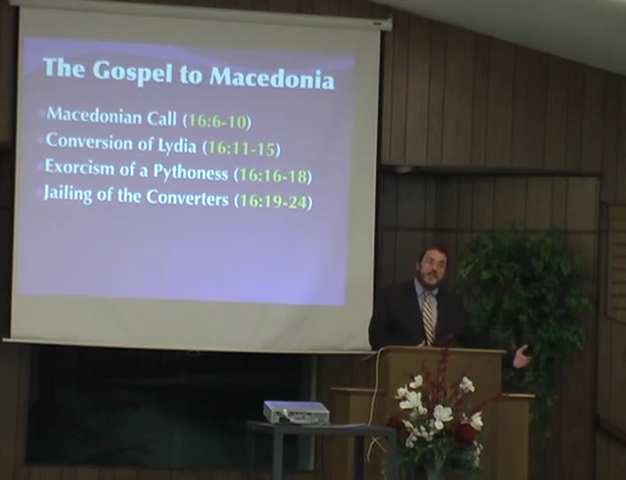 The Gospel to Macedonia
Macedonian Call (16:6-10)
Conversion of Lydia (16:11-15)
Exorcism of a Pythoness (16:16-18)
Jailing of the Converters (16:19-24)